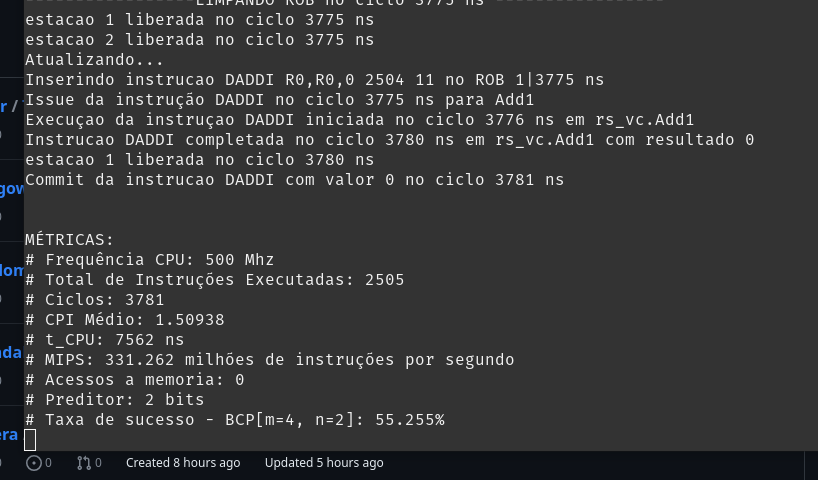 -----------------LIMPANDO ROB no ciclo 3775 ns -----------------
estacao 1 liberada no ciclo 3775 ns
estacao 2 liberada no ciclo 3775 ns
Atualizando...
Inserindo instrucao DADDI R0,R0,0 2504 11 no ROB 1|3775 ns
Issue da instrução DADDI no ciclo 3775 ns para Add1
Execuçao da instruçao DADDI iniciada no ciclo 3776 ns em rs_vc.Add1
Instrucao DADDI completada no ciclo 3780 ns em rs_vc.Add1 com resultado 0
estacao 1 liberada no ciclo 3780 ns
Commit da instrucao DADDI com valor 0 no ciclo 3781 ns
MÉTRICAS:
# Frequência CPU: 500 Mhz
# Total de Instruções Executadas: 2505
# Ciclos: 3781
# CPI Médio: 1.50938
# t_CPU: 7562 ns
# MIPS: 331.262 milhões de instruções por segundo
# Acessos a memoria: 0
# Preditor: 2 bits
# Taxa de sucesso - BCP[m=4, n=2]: 55.255%
r /
gow
lom
ada
era
0 0 Created 8 hours ago Updated 5 hours ago